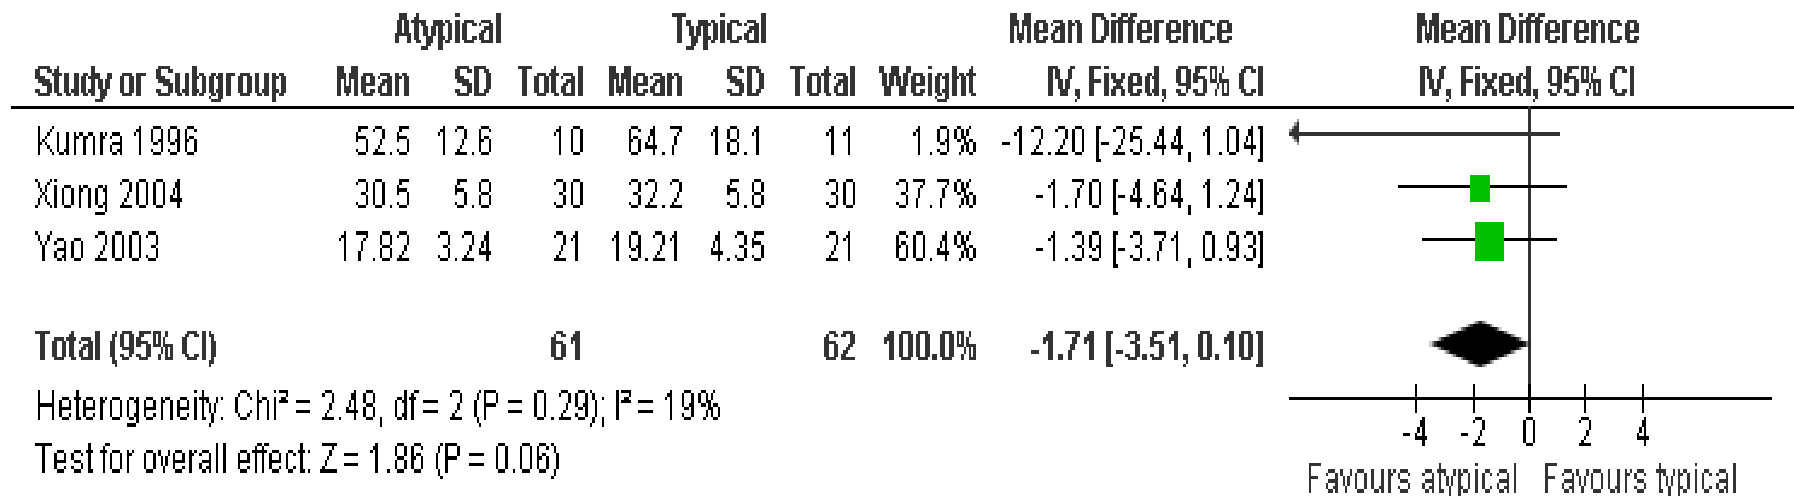 Atypical Typical Mean Difference Mean Difference
Study or Subgroup Mean SD Total Mean SD Total Weight IV, Fixed, 95% CI IV, Fixed, 95% CI
Kumra 1996 52.5 12.6 10 64.7 18.1 11 1.9% -12.20 [-25.44, 1.04]
Xiong 2004 30.5 5.8 30 32.2 5.8 30 37.7% -1.70 [-4.64, 1.24]
Yao 2003 17.82 3.24 21 19.21 4.35 21 60.4% -1.39 [-3.71, 0.93]
Total (95% CI) 61 62 100.0% -1.71 [-3.51, 0.10]
Heterogeneity: Chi² = 2.48, df = 2 (P = 0.29); I² = 19%
Test for overall effect: Z = 1.86 (P = 0.06)
-4 -2 0 2 4
Favours atypical Favours typical